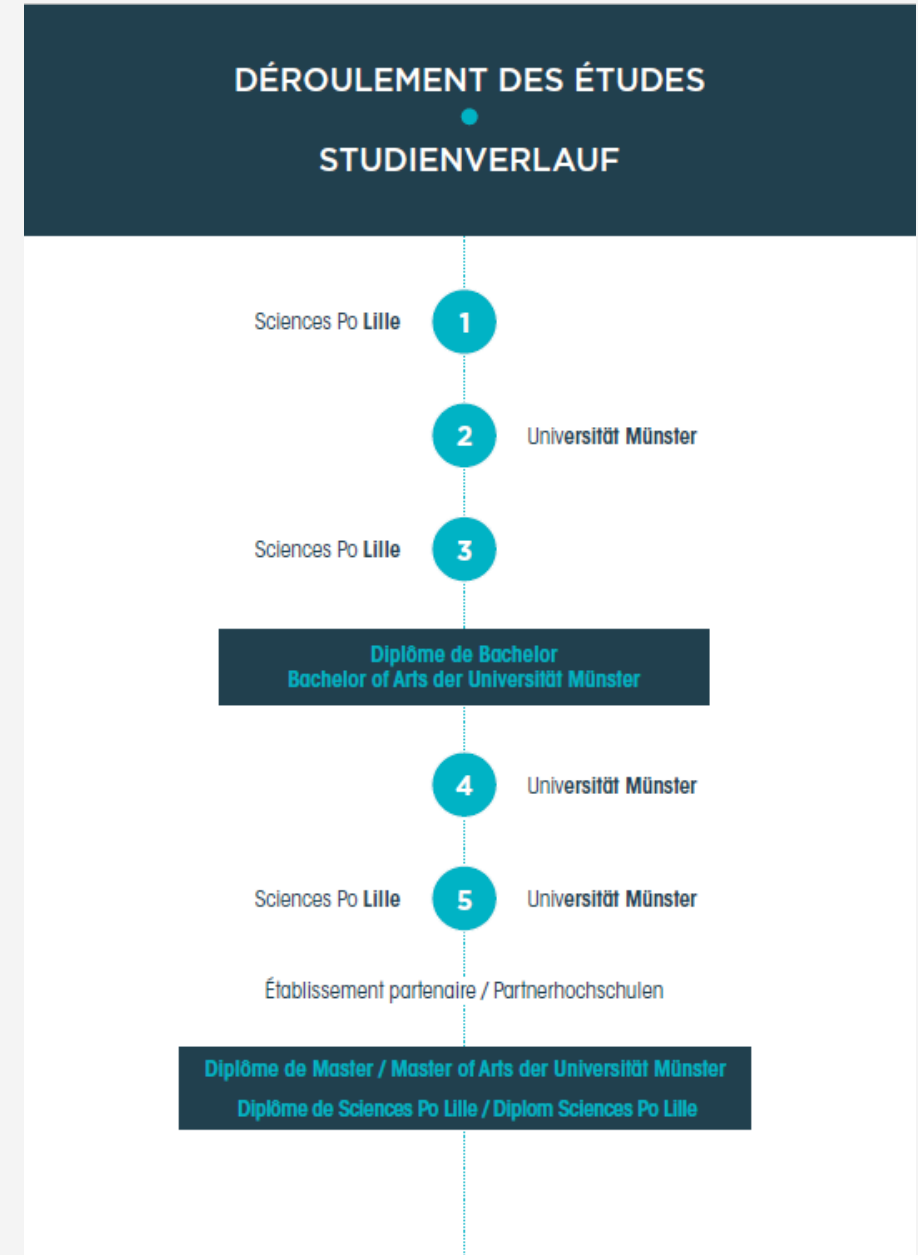 DÉROULEMENT DES ÉTUDES
STUDIENVERLAUF
Sciences Po Lille 1
2 Universität Münster
Sciences Po Lille 3
Diplôme de Bachelor
Bachelor of Arts der Universität Münster
4 Universität Münster
Sciences Po Lille 5 Universität Münster
Établissement partenaire / Partnerhochschulen
Diplôme de Master / Master of Arts der Universität Münster
Diplôme de Sciences Po Lille / Diplom Sciences Po Lille